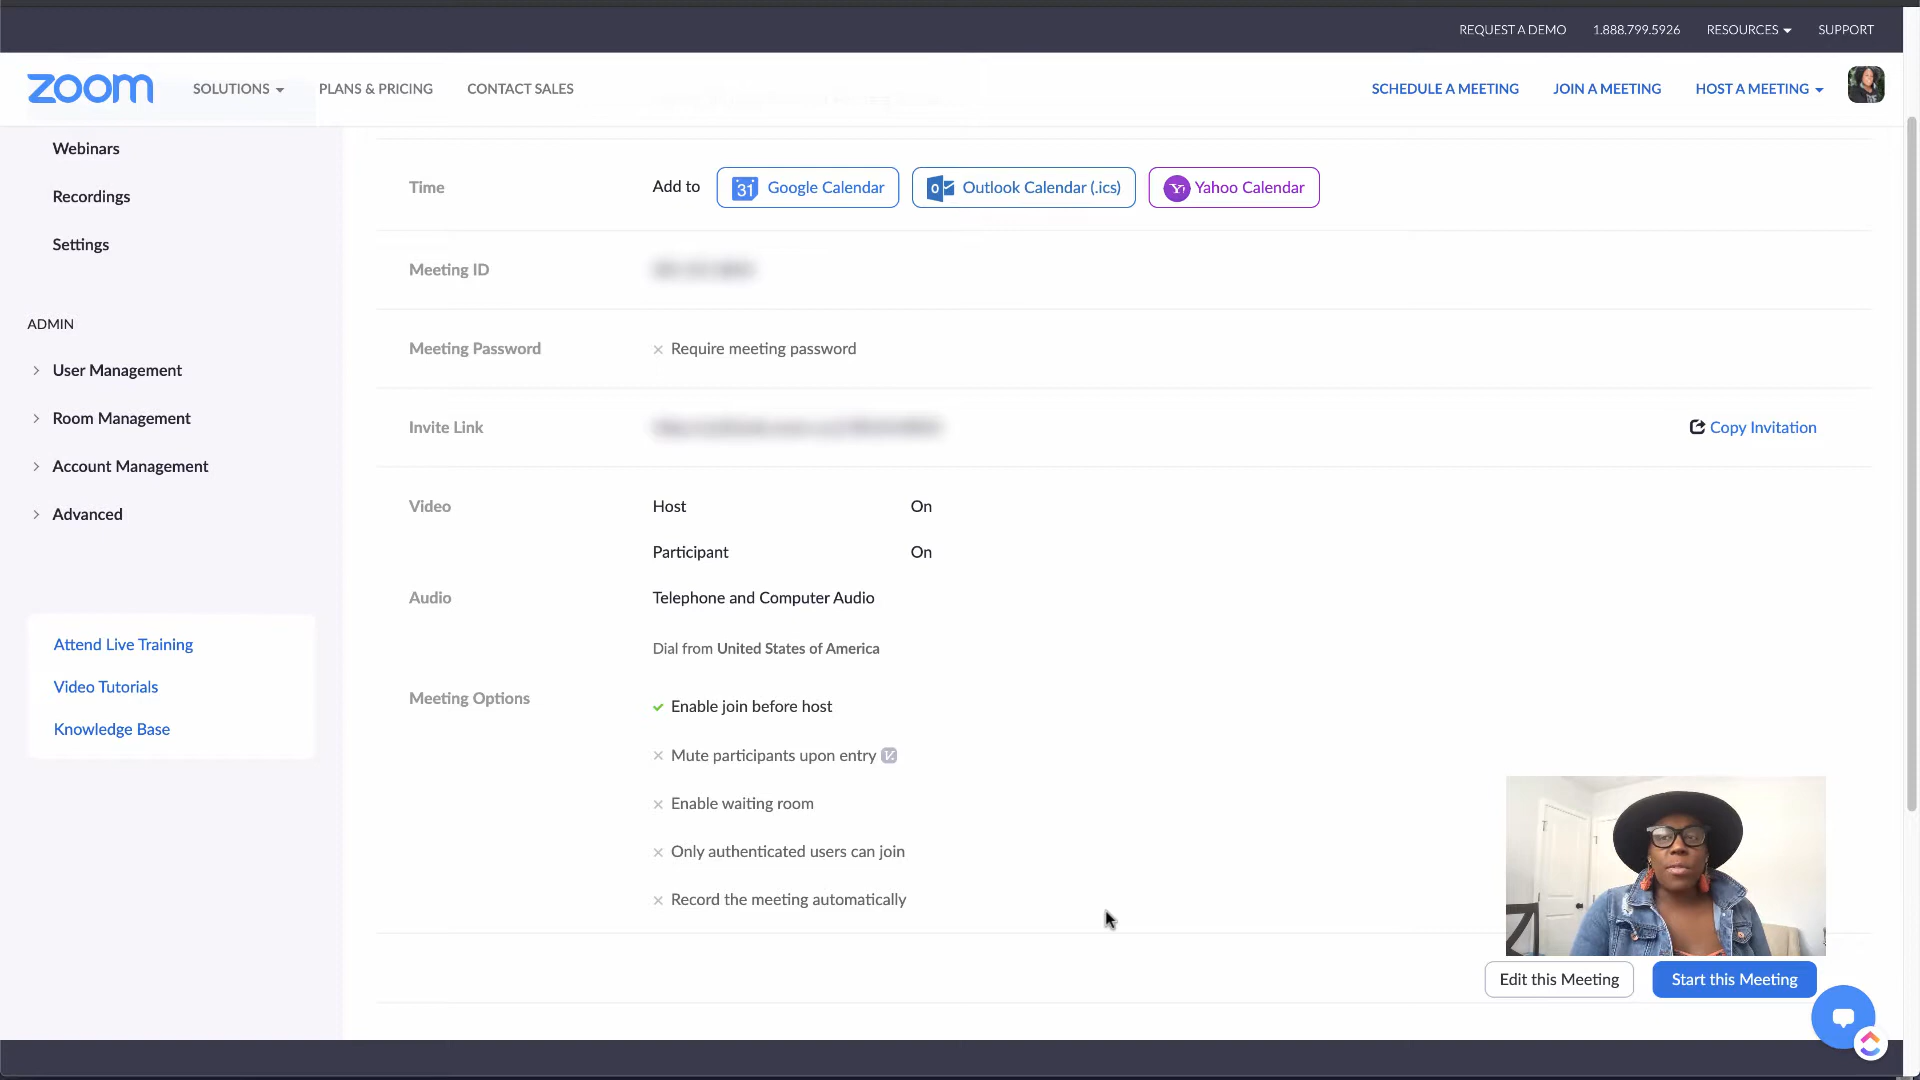 REQUEST A DEMO 1.888.799.5926 RESOURCES SUPPORT
zoom SOLUTIONS PLANS & PRICING CONTACT SALES SCHEDULE A MEETING JOIN A MEETING HOST A MEETING
Webinars
Recordings
Settings
ADMIN
User Management
Room Management
Account Management
Advanced
Attend Live Training
Video Tutorials
Knowledge Base
Time Add to 31 Google Calendar Outlook Calendar (.ics) Yahoo Calendar
Meeting ID
Meeting Password Require meeting password
Invite Link Copy Invitation
Video Host On
Participant On
Audio Telephone and Computer Audio
Dial from United States of America
Meeting Options Enable join before host
Mute participants upon entry
Enable waiting room
Only authenticated users can join
Record the meeting automatically
Edit this Meeting Start this Meeting